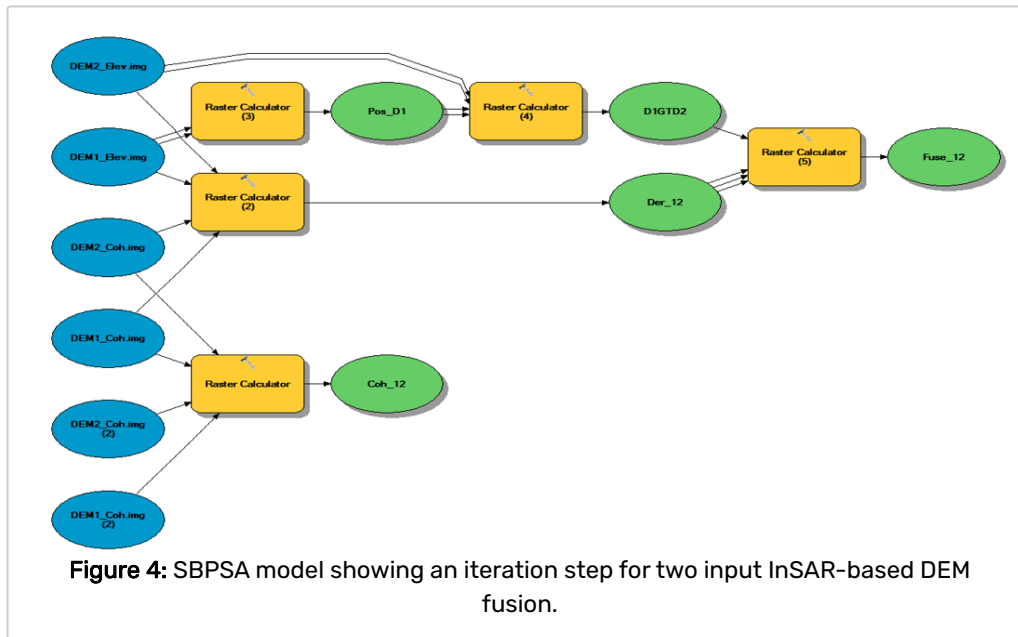 DEM2_Elev.img
DEM1_Elev.img
DEM2_Coh.img
DEM1_Coh.img
DEM2_Coh.img
(2)
DEM1_Coh.img
(2)
Raster Calculator
(3)
Raster Calculator
(2)
Raster Calculator
Pos_D1
Coh_12
Raster Calculator
(4)
D1GTD2
Der_12
Raster Calculator
(5)
Fuse_12
Figure 4: SBPSA model showing an iteration step for two input InSAR-based DEM
fusion.